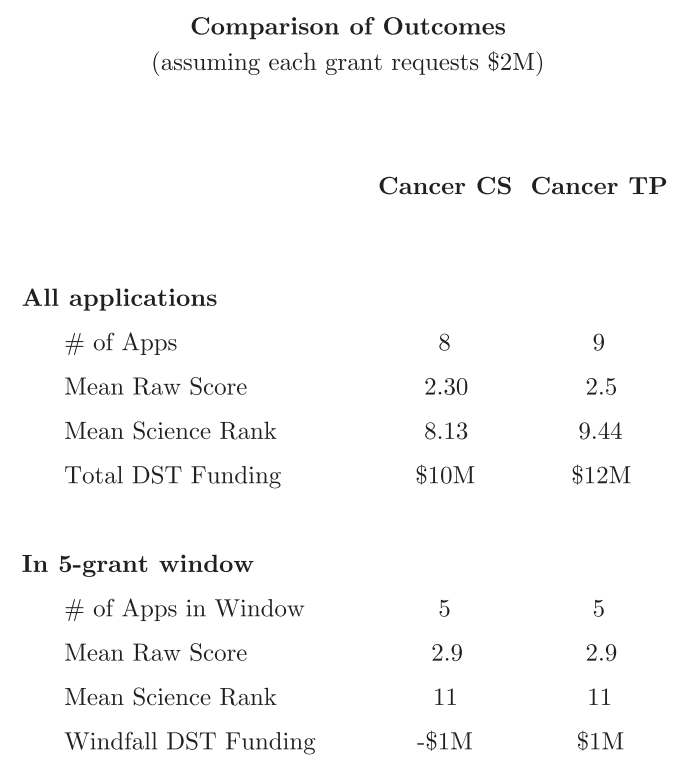 Comparison of Outcomes
(assuming each grant requests $2M)
Cancer CS Cancer TP
All applications
# of Apps 8 9
Mean Raw Score 2.30 2.5
Mean Science Rank 8.13 9.44
Total DST Funding $10M $12M
In 5-grant window
# of Apps in Window 5 5
Mean Raw Score 2.9 2.9
Mean Science Rank 11 11
Windfall DST Funding -$1M $1M